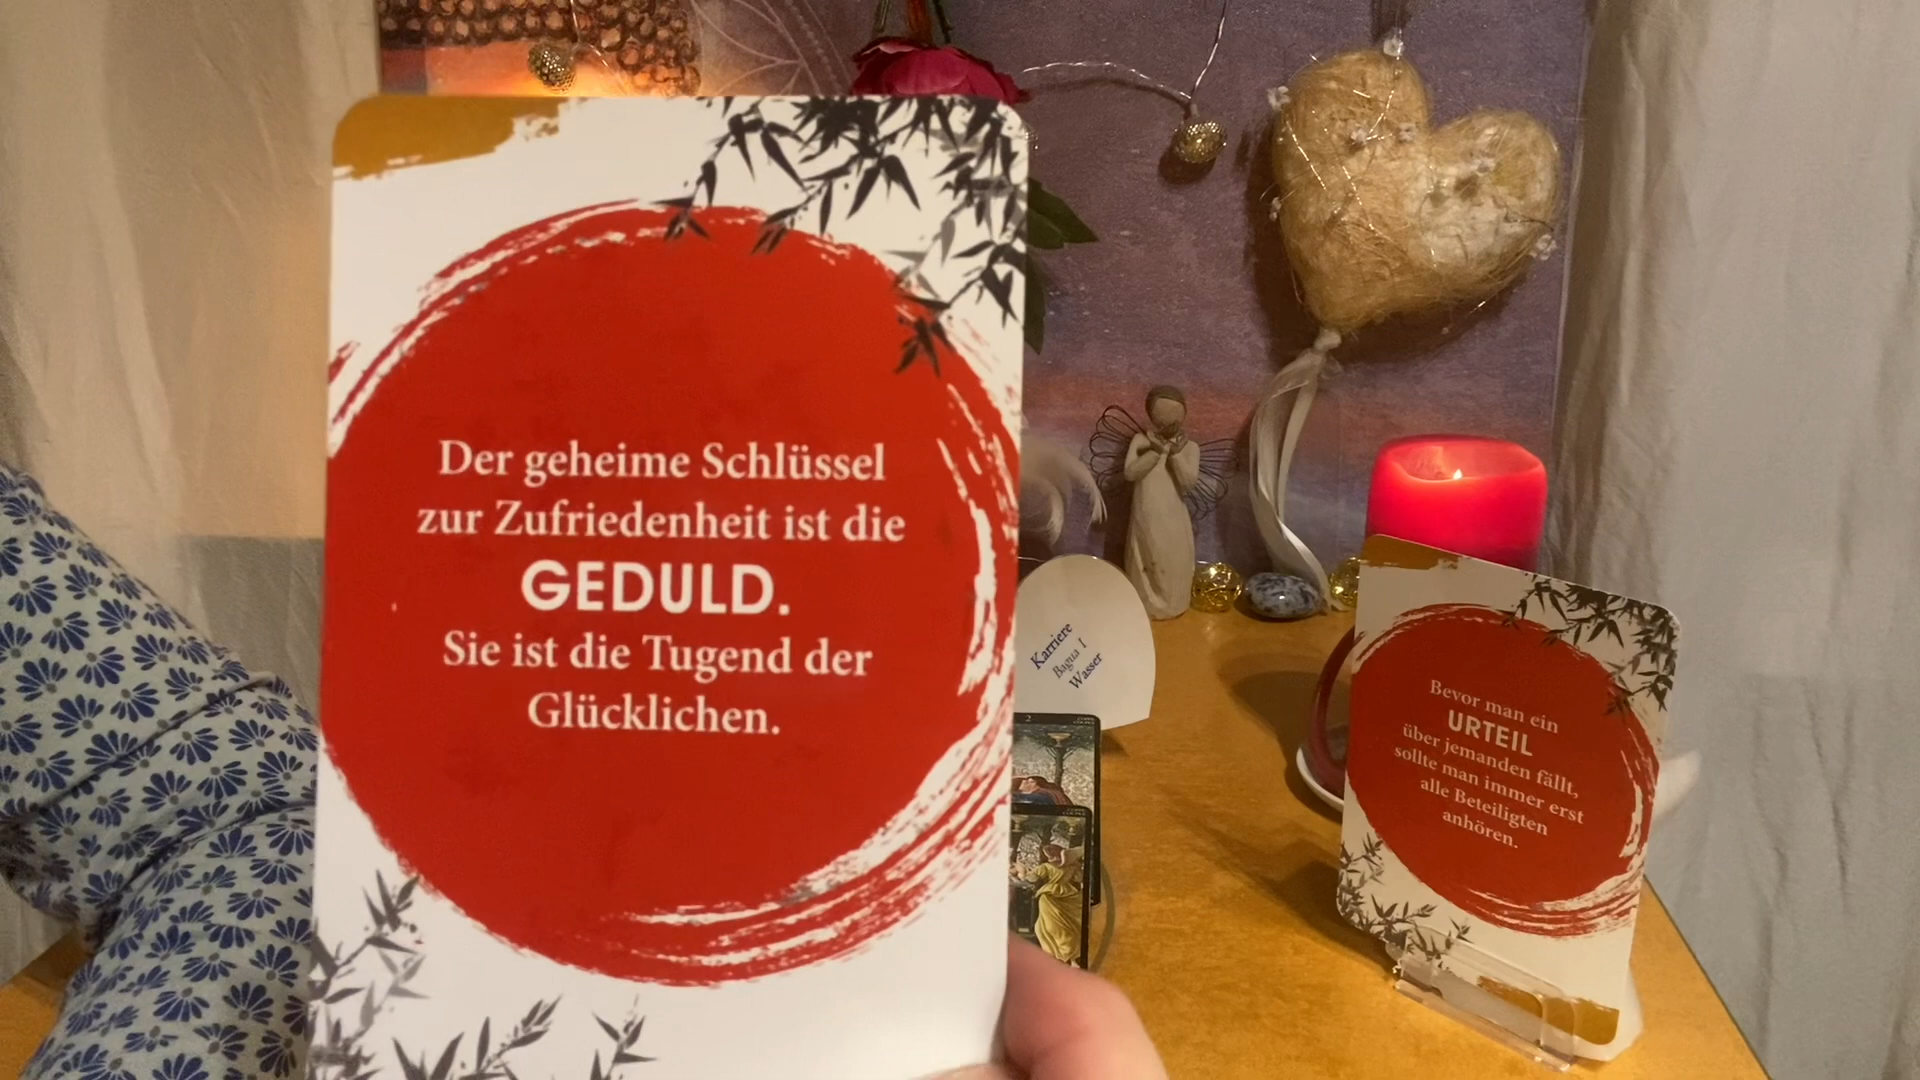 Der geheime Schlüssel
zur Zufriedenheit ist die
GEDULD.
Sie ist die Tugend der
Glücklichen.
Karriere
Bagua 1
Wasser
2
Bevor man ein
URTEIL
über jemanden fällt,
sollte man immer erst
alle Beteiligten
anhören.